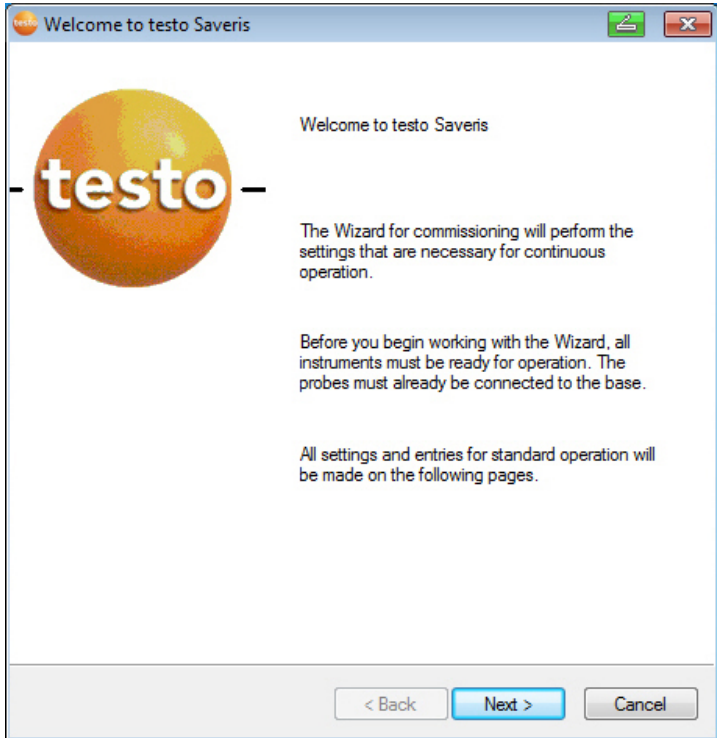 testo Welcome to testo Saveris
testo
Welcome to testo Saveris
The Wizard for commissioning will perform the
settings that are necessary for continuous
operation.
Before you begin working with the Wizard, all
instruments must be ready for operation. The
probes must already be connected to the base.
All settings and entries for standard operation will
be made on the following pages.
< Back Next > Cancel